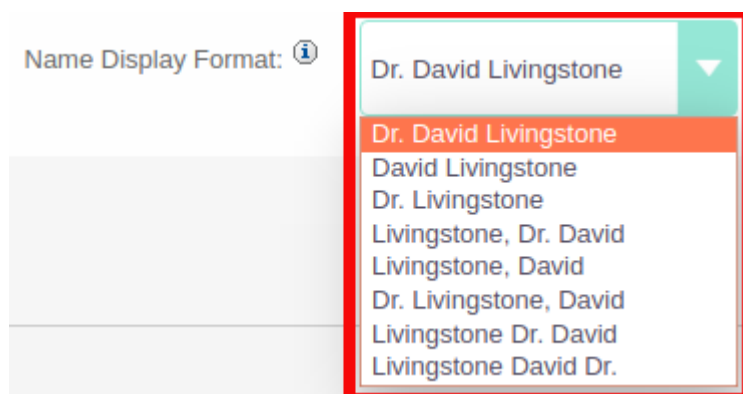 Name Display Format:
Dr. David Livingstone
Dr. David Livingstone
David Livingstone
Dr. Livingstone
Livingstone, Dr. David
Livingstone, David
Dr. Livingstone, David
Livingstone Dr. David
Livingstone David Dr.